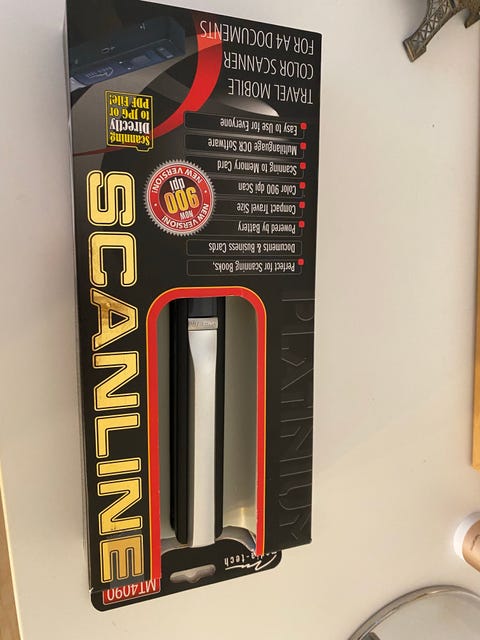 MT4090
media-tech
SCANLINE
PLATINUM
Perfect for Scanning Books,
Documents & Business Cards
Powered by Battery
Compact Travel Size
Color 900 dpi Scan
Scanning to Memory Card
Multilanguage OCR Software
Easy to Use for Everyone
NEW VERSION!
NOW
900
dpi
NEW VERSION!
Scanning
Directly
to JPG or
PDF File!
TRAVEL MOBILE
COLOR SCANNER
FOR A4 DOCUMENTS